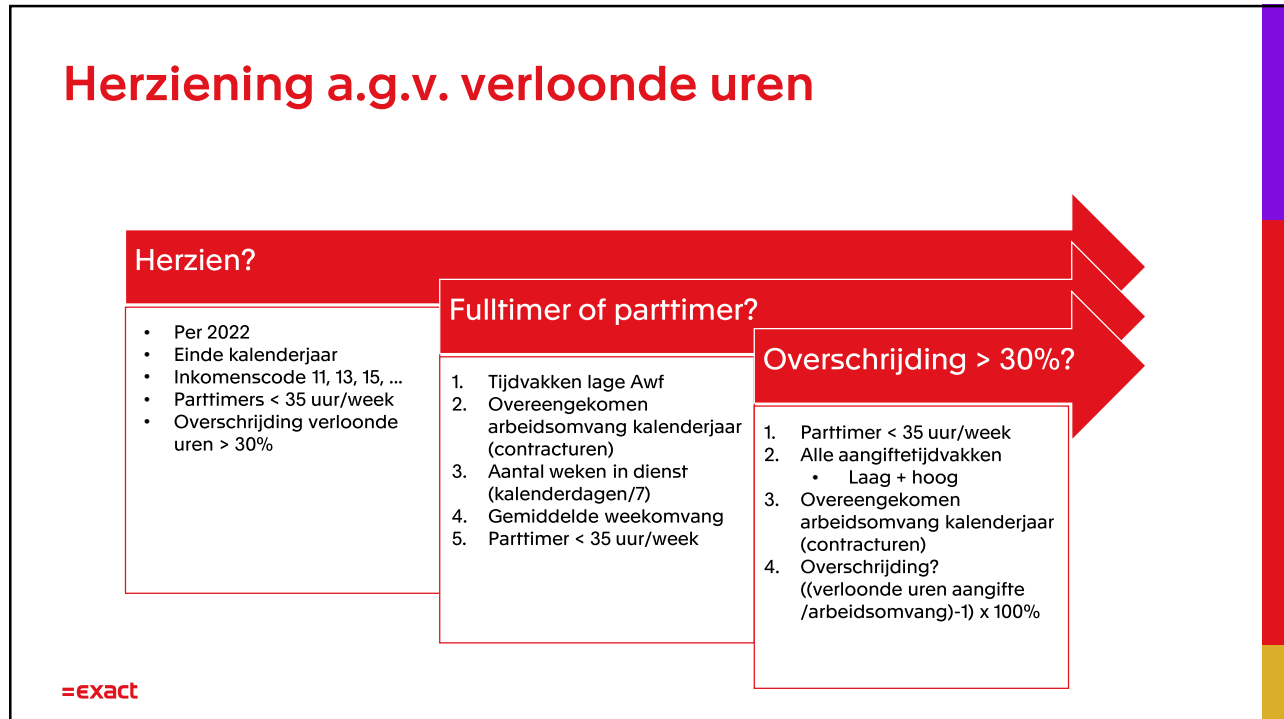 Herziening a.g.v. verloonde uren
Herzien?
• Per 2022
• Einde kalenderjaar
• Inkomenscode 11, 13, 15, ...
• Parttimers < 35 uur/week
• Overschrijding verloonde
uren > 30%
Fulltimer of parttimer?
1. Tijdvakken lage Awf
2. Overeengekomen
arbeidsomvang kalenderjaar
(contracturen)
3. Aantal weken in dienst
(kalenderdagen/7)
4. Gemiddelde weekomvang
5. Parttimer < 35 uur/week
Overschrijding > 30%?
1. Parttimer < 35 uur/week
2. Alle aangiftetijdvakken
• Laag + hoog
3. Overeengekomen
arbeidsomvang kalenderjaar
(contracturen)
4. Overschrijding?
((verloonde uren aangifte
/arbeidsomvang)-1) x 100%
=exact